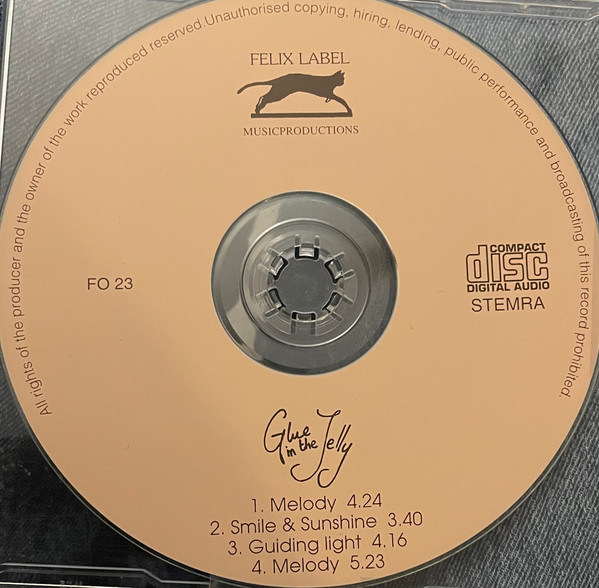 All rights of the producer and the owner of the work reproduced reserved.Unauthorised copying, hiring, lending, public performance and broadcasting of this record prohibited.
FELIX LABEL
MUSICPRODUCTIONS
FO 23
COMPACT
disc
DIGITAL AUDIO
STEMRA
Glue
in the Jelly
1. Melody 4.24
2. Smile & Sunshine 3.40
3. Guiding light 4.16
4. Melody 5.23